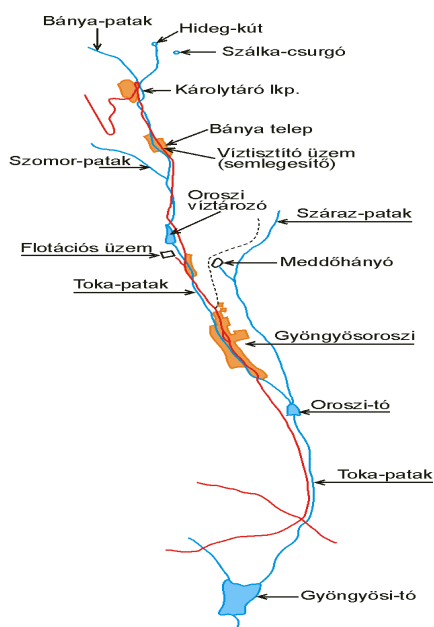 Bánya-patak
Hideg-kút
Szálka-csurgó
Károlytáró lkp.
Bánya telep
Víztisztító üzem
(semlegesítő)
Szomor-patak
Oroszi
víztározó
Száraz-patak
Flotációs üzem
Meddőhányó
Toka-patak
Gyöngyösoroszi
Oroszi-tó
Toka-patak
Gyöngyösi-tó